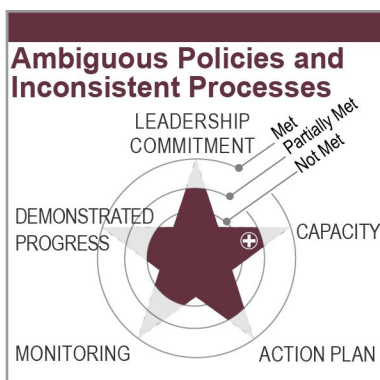 Ambiguous Policies and
Inconsistent Processes
LEADERSHIP
COMMITMENT
Met
Partially Met
Not Met
DEMONSTRATED
PROGRESS
CAPACITY
MONITORING
ACTION PLAN